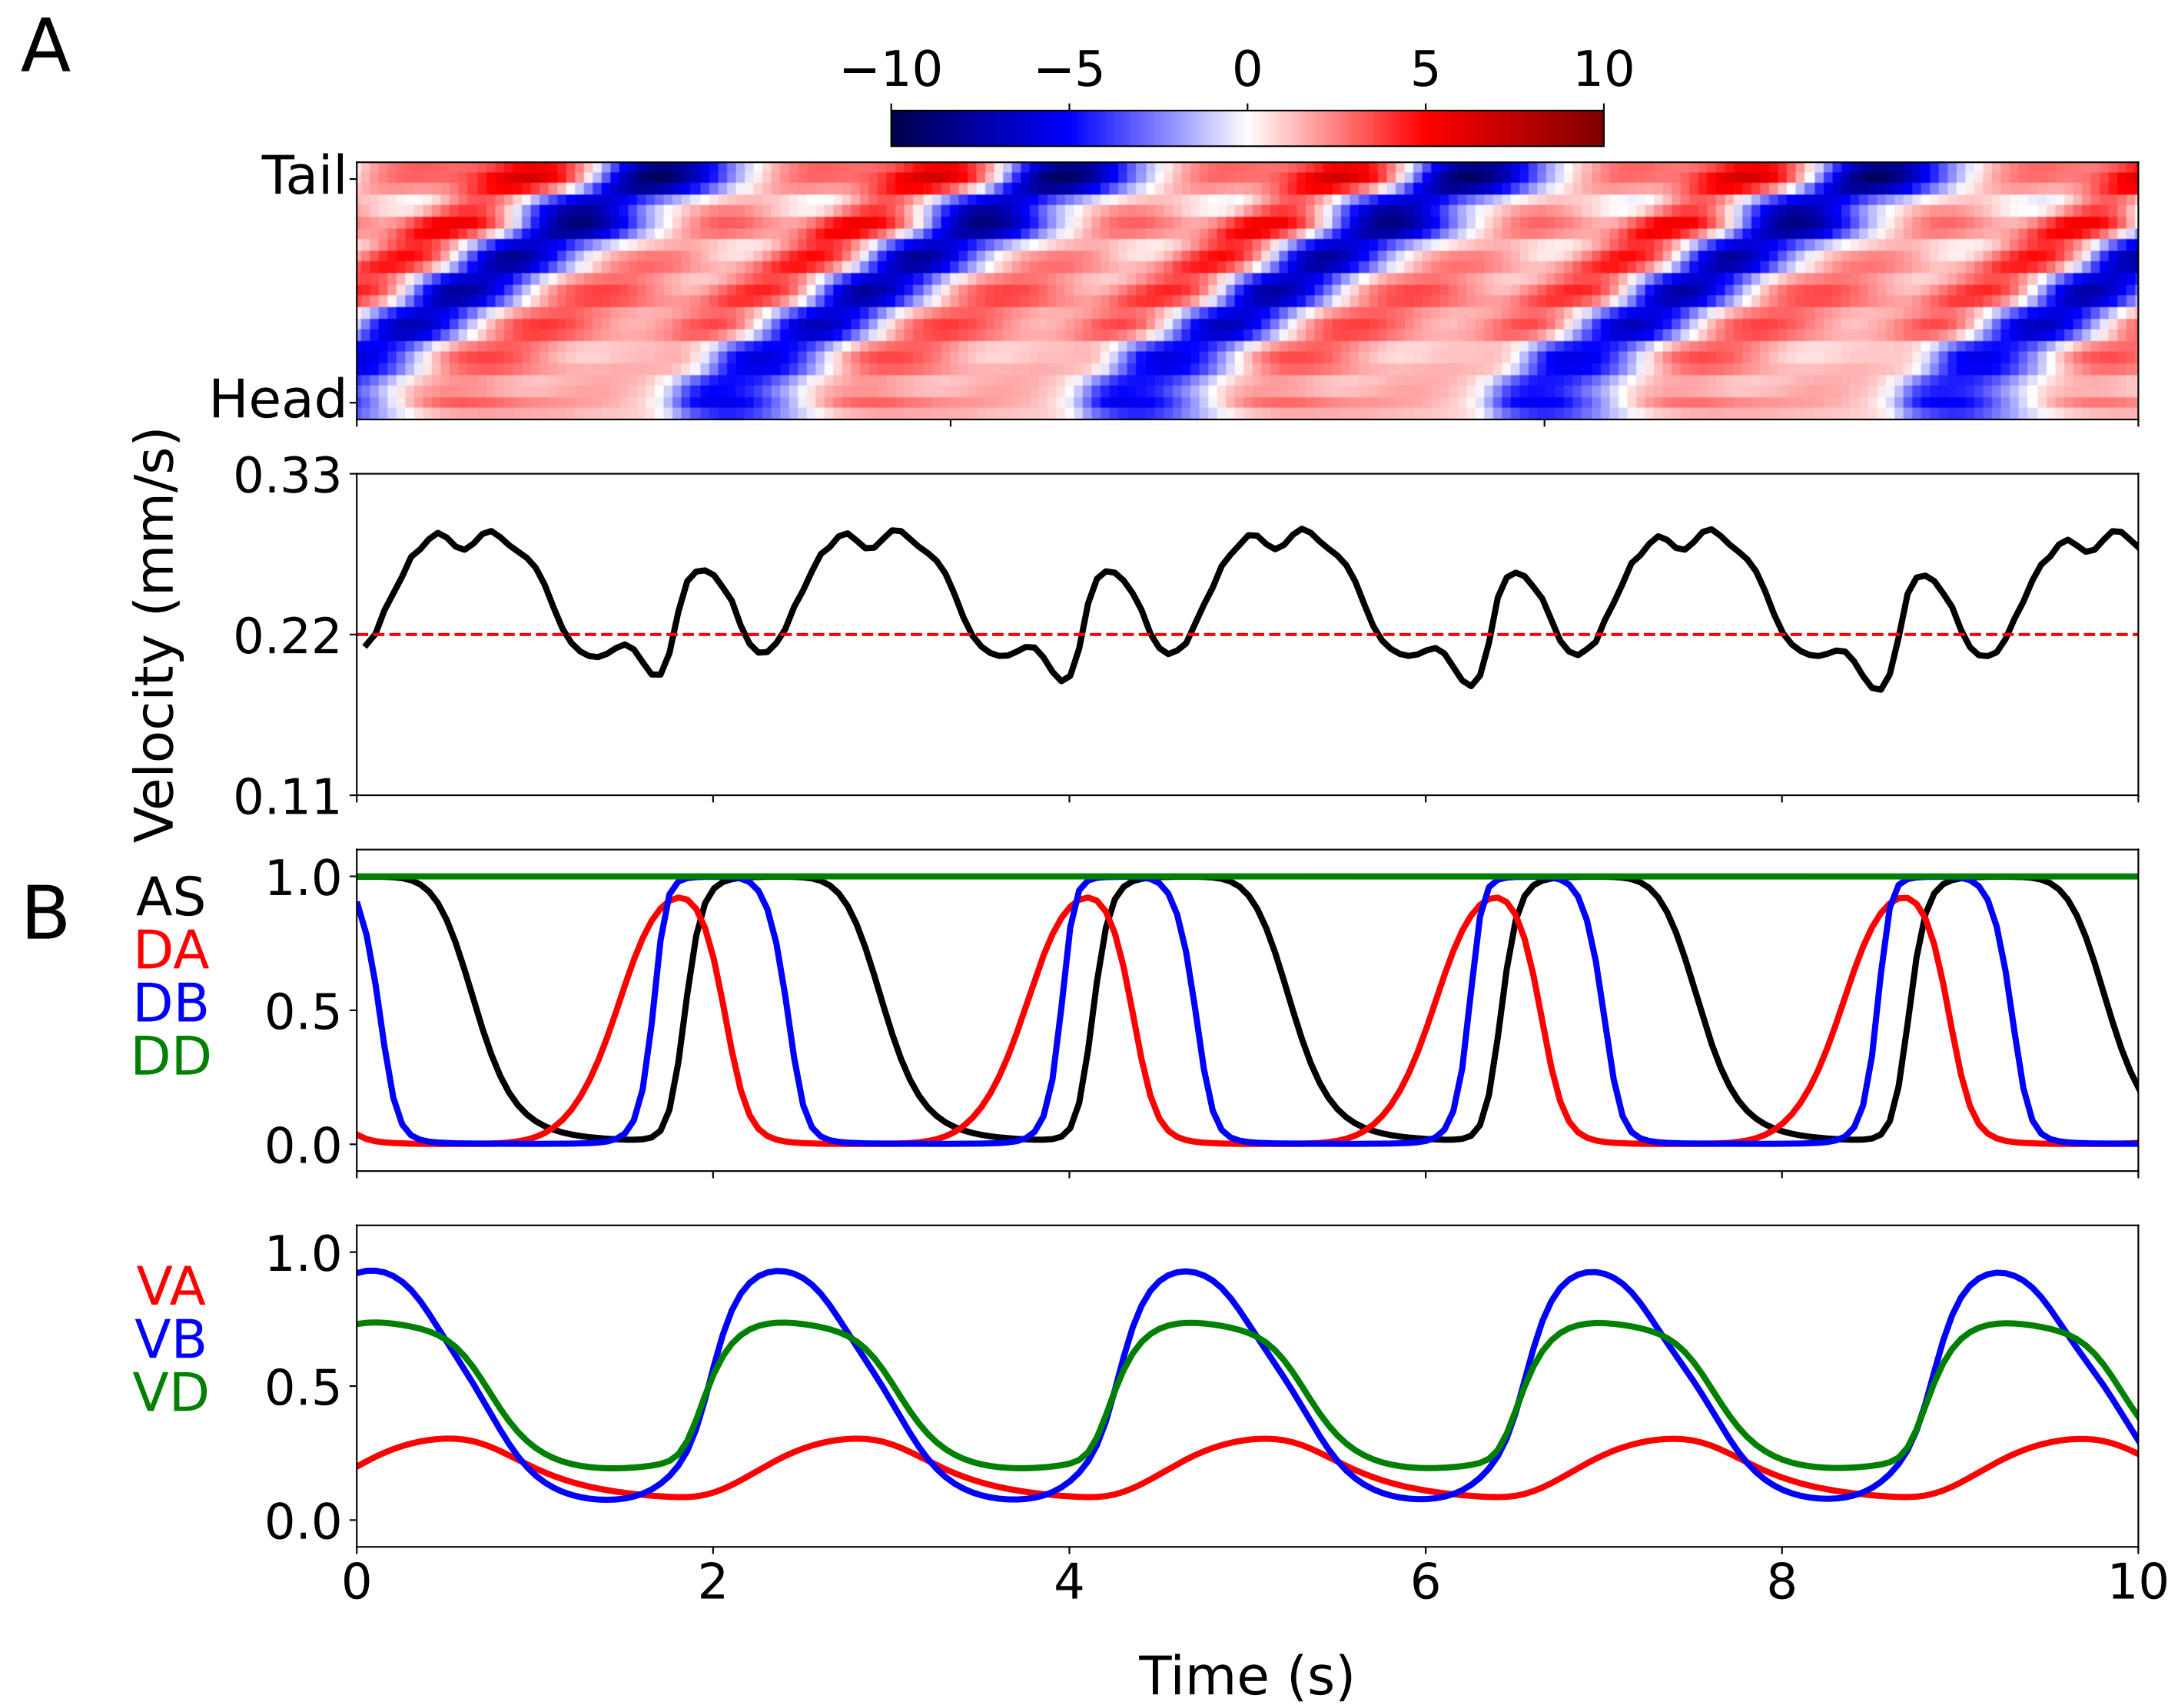 A
−10 −5 0 5 10
Tail
Head
Velocity (mm/s)
0.33
0.22
0.11
B
AS
DA
DB
DD
1.0
0.5
0.0
VA
VB
VD
1.0
0.5
0.0
0 2 4 6 8 10
Time (s)